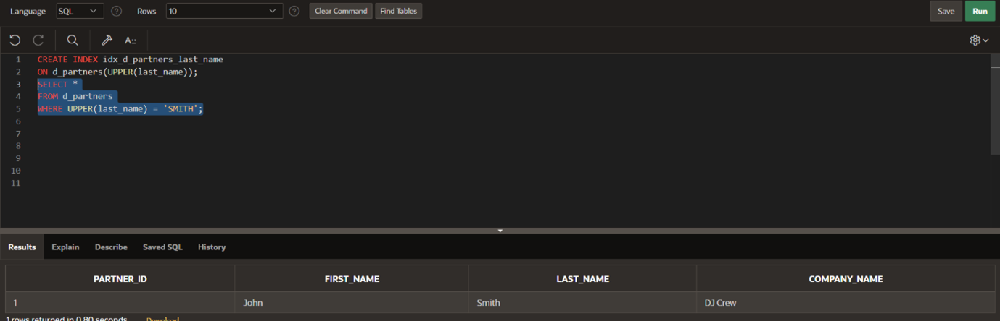 Language SQL Rows 10 Clear Command Find Tables Save Run
A::
1 CREATE INDEX idx_d_partners_last_name
2 ON d_partners(UPPER(last_name));
3 SELECT *
4 FROM d_partners
5 WHERE UPPER(last_name) = 'SMITH';
6
7
8
9
10
11
Results Explain Describe Saved SQL History
PARTNER_ID FIRST_NAME LAST_NAME COMPANY_NAME
1 John Smith DJ Crew
1 rows returned in 0.80 seconds Download